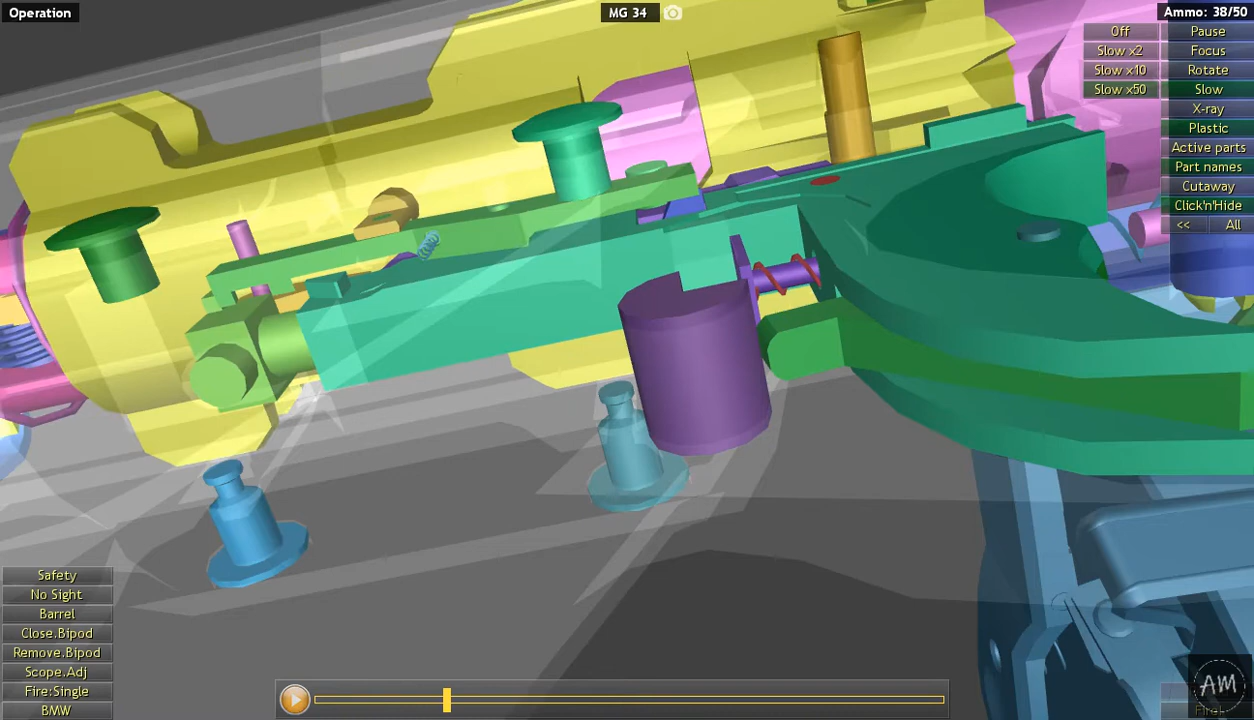 Operation
MG 34
Ammo: 38/50
Off
Slow x2
Slow x10
Slow x50
Pause
Focus
Rotate
Slow
X-ray
Plastic
Active parts
Part names
Cutaway
Click'n'Hide
<<
All
Safety
No Sight
Barrel
Close.Bipod
Remove.Bipod
Scope.Adj
Fire:Single
BMW
AM